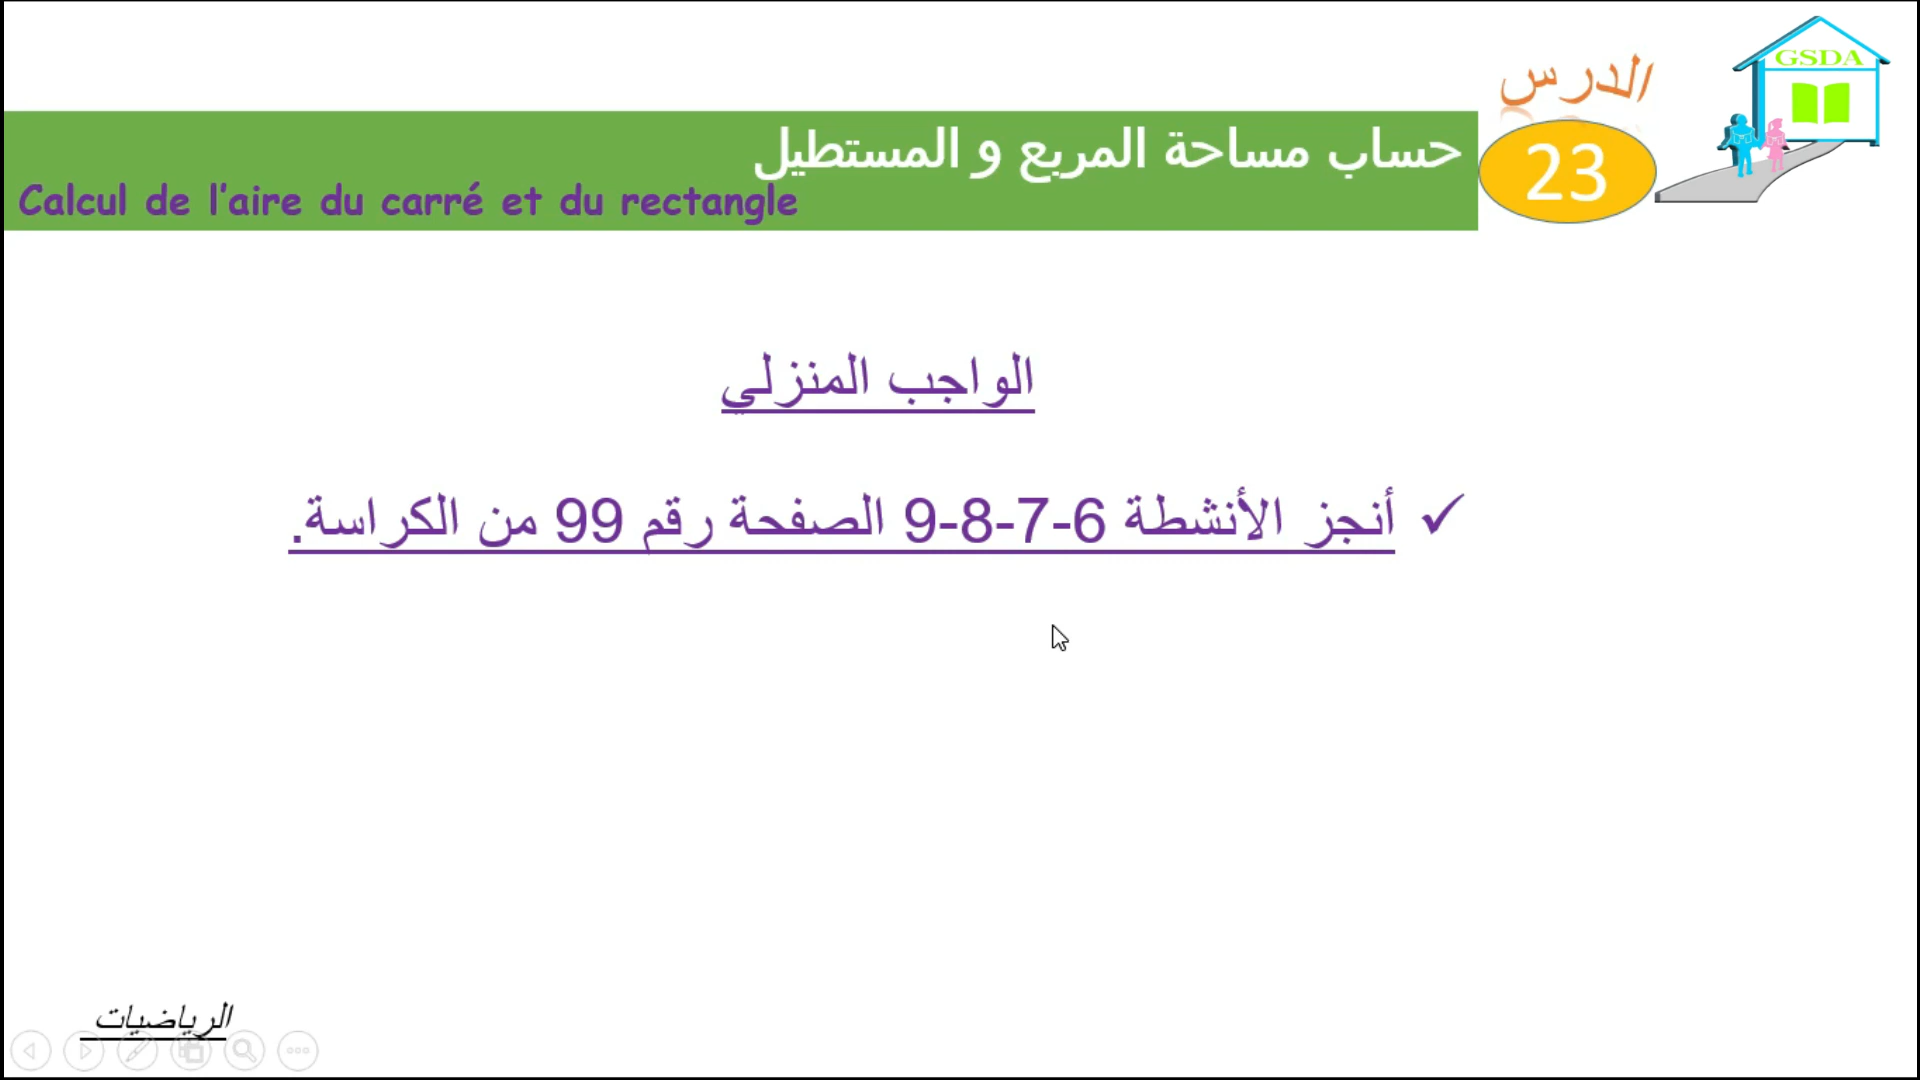 GSDA
الدرس
23
حساب مساحة المربع و المستطيل
Calcul de l'aire du carré et du rectangle
الواجب المنزلي
✓ أنجز الأنشطة 6-7-8-9 الصفحة رقم 99 من الكراسة.
الرياضيات